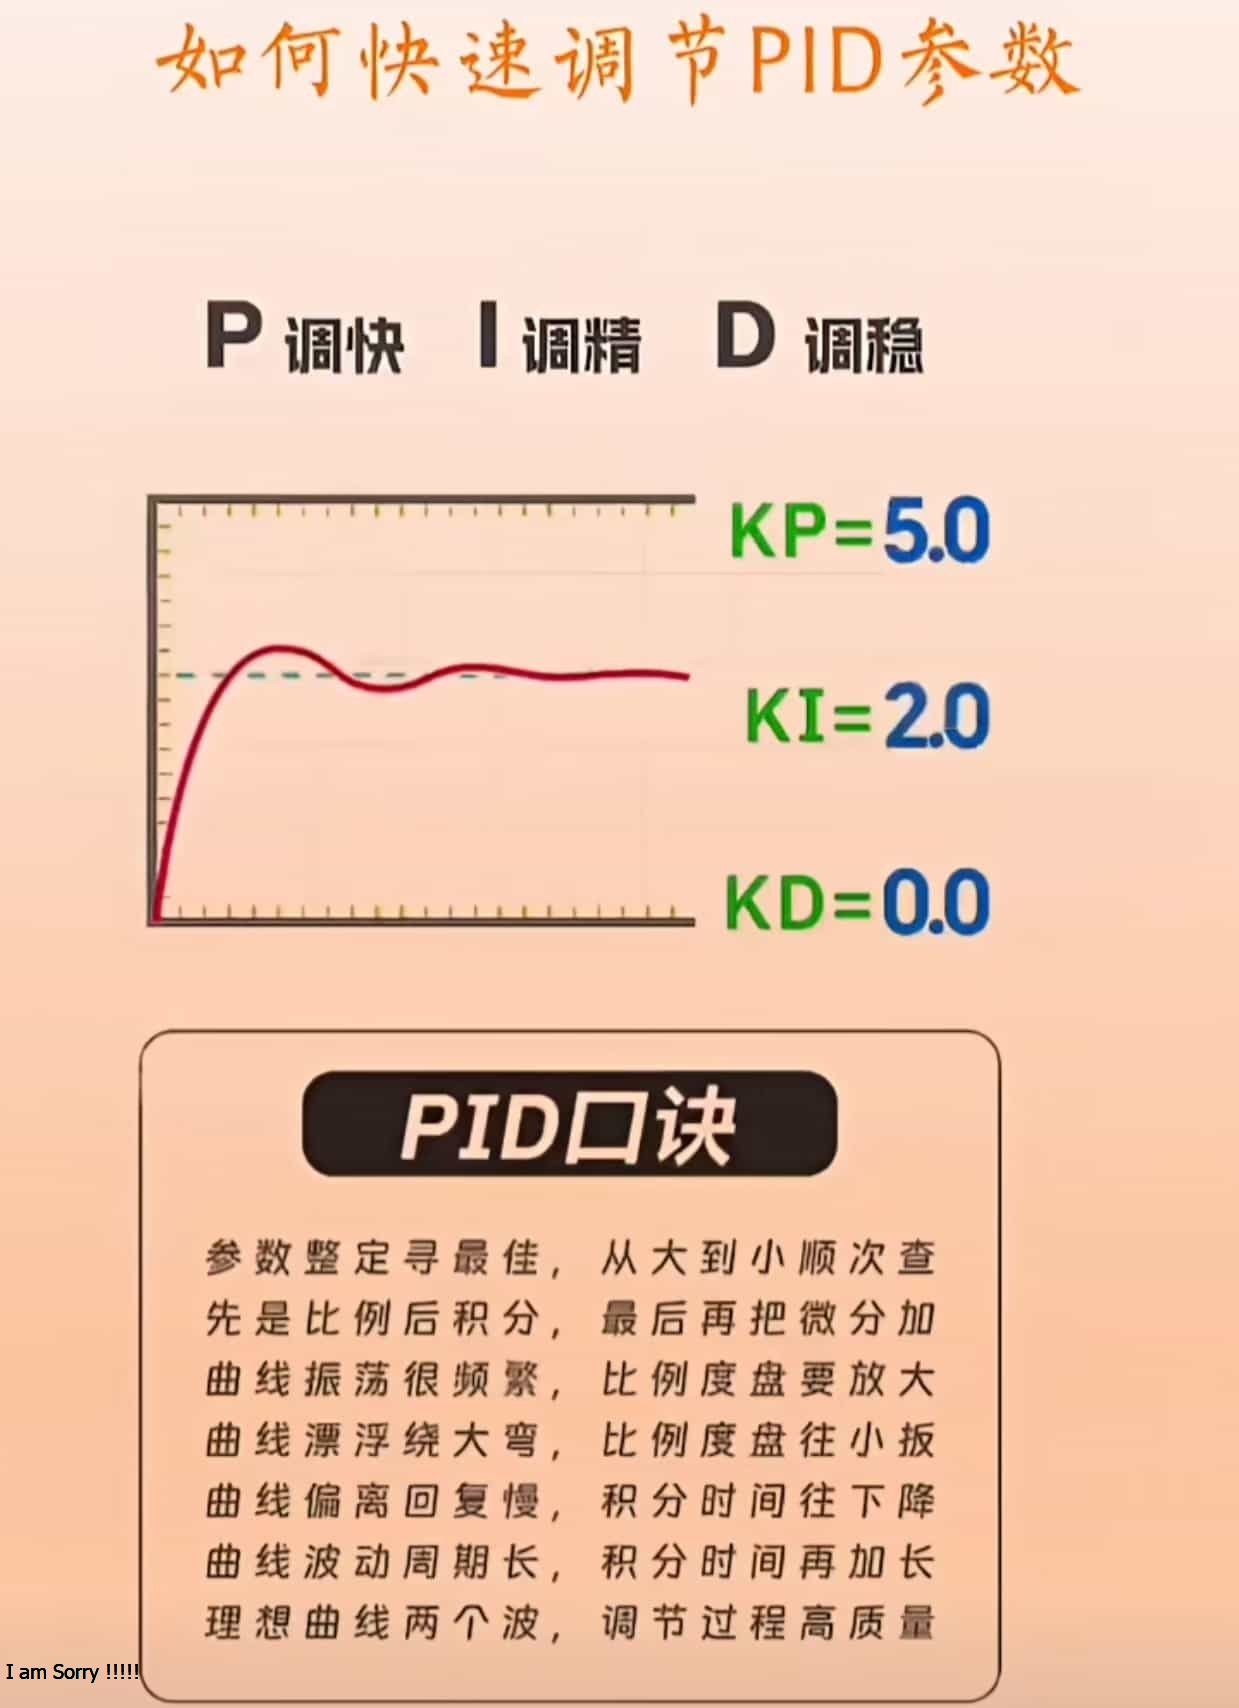 如何快速调节PID参数
P 调快 I 调精 D 调稳
KP=5.0
KI=2.0
KD=0.0
PID口诀
参数整定寻最佳，从大到小顺次查
先是比例后积分，最后再把微分加
曲线振荡很频繁，比例度盘要放大
曲线漂浮绕大弯，比例度盘往小扳
曲线偏离回复慢，积分时间往下降
曲线波动周期长，积分时间再加长
理想曲线两个波，调节过程高质量
I am Sorry !!!!!